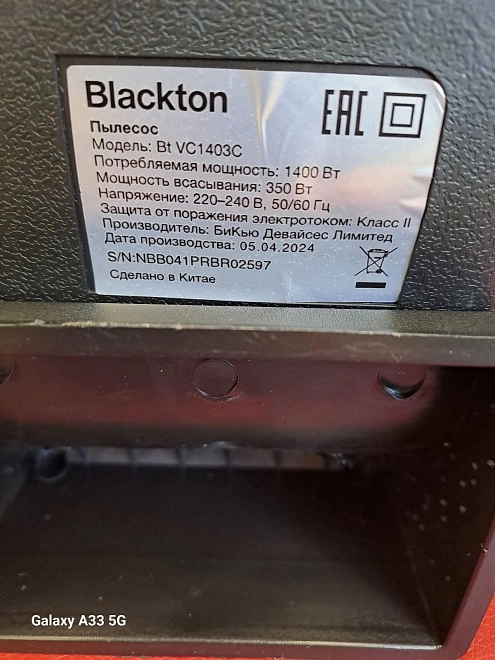 Blackton
EAC
Пылесос
Модель: Bt VC1403C
Потребляемая мощность: 1400 Вт
Мощность всасывания: 350 Вт
Напряжение: 220–240 В, 50/60 Гц
Защита от поражения электротоком: Класс II
Производитель: БиКью Девайсес Лимитед
Дата производства: 05.04.2024
S/N:NBB041PRBR02597
Сделано в Китае
Galaxy A33 5G